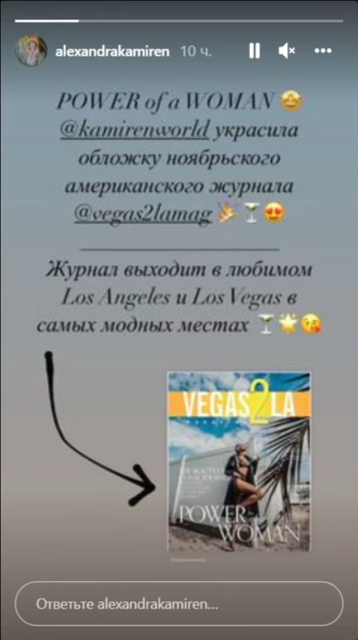 alexandrakamiren 10 ч.
POWER of a WOMAN 🤩
@kamirenworld украсила
обложку ноябрьского
американского журнала
@vegas2lamag 🎉🍸😍
Журнал выходит в любимом
Los Angeles и Los Vegas в
самых модных местах 🍸🌟😘
VEGAS2LA
POWER
WOMAN
Ответьте alexandrakamiren...